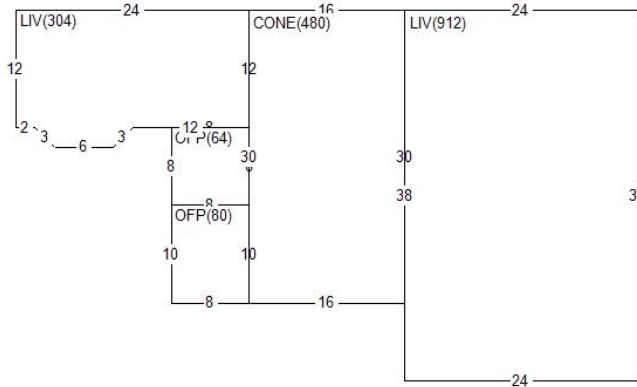 24 16 24
LIV(304) CONE(480) LIV(912)
12 12
2 12 8
3 6 3 OFP(64)
8 30 30
8 38 3
OFP(80)
10 10
8 16
24